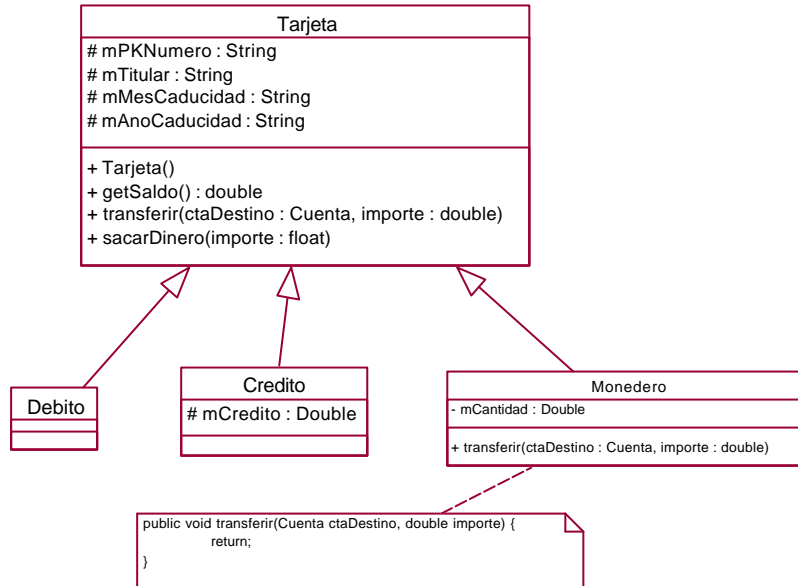 Tarjeta
# mPKNumero : String
# mTitular : String
# mMesCaducidad : String
# mAnoCaducidad : String
+ Tarjeta()
+ getSaldo() : double
+ transferir(ctaDestino : Cuenta, importe : double)
+ sacarDinero(importe : float)
Debito
Credito
# mCredito : Double
Monedero
- mCantidad : Double
+ transferir(ctaDestino : Cuenta, importe : double)
public void transferir(Cuenta ctaDestino, double importe) {
return;
}